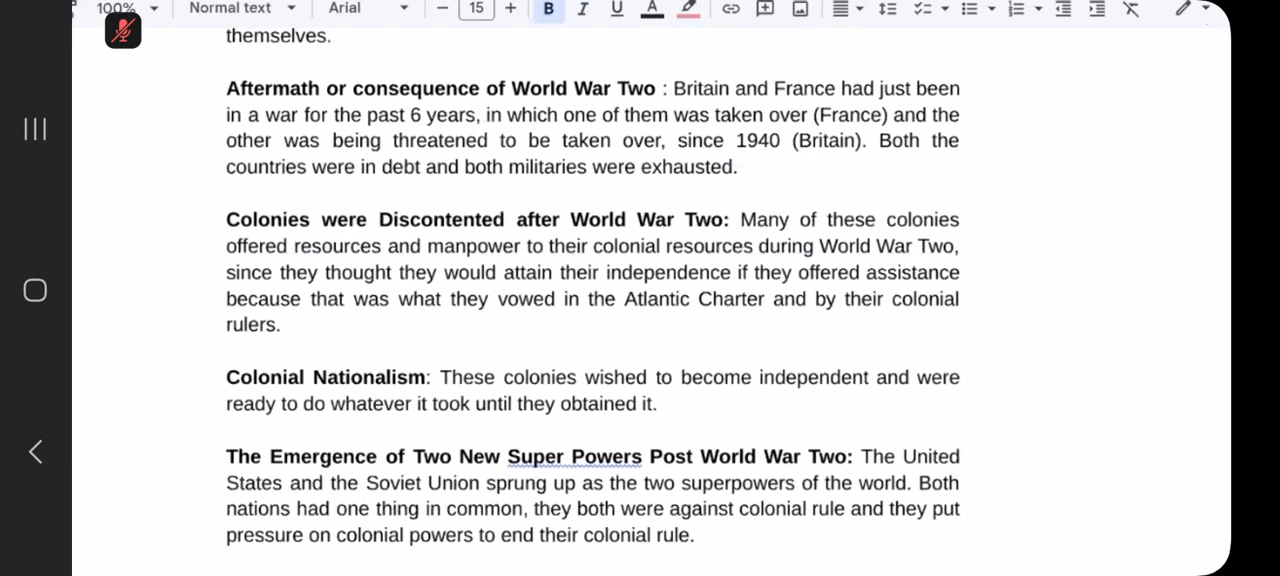 100% Normal text Arial — 15 + B I U A
themselves.
Aftermath or consequence of World War Two : Britain and France had just been
in a war for the past 6 years, in which one of them was taken over (France) and the
other was being threatened to be taken over, since 1940 (Britain). Both the
countries were in debt and both militaries were exhausted.
Colonies were Discontented after World War Two: Many of these colonies
offered resources and manpower to their colonial resources during World War Two,
since they thought they would attain their independence if they offered assistance
because that was what they vowed in the Atlantic Charter and by their colonial
rulers.
Colonial Nationalism: These colonies wished to become independent and were
ready to do whatever it took until they obtained it.
The Emergence of Two New Super Powers Post World War Two: The United
States and the Soviet Union sprung up as the two superpowers of the world. Both
nations had one thing in common, they both were against colonial rule and they put
pressure on colonial powers to end their colonial rule.